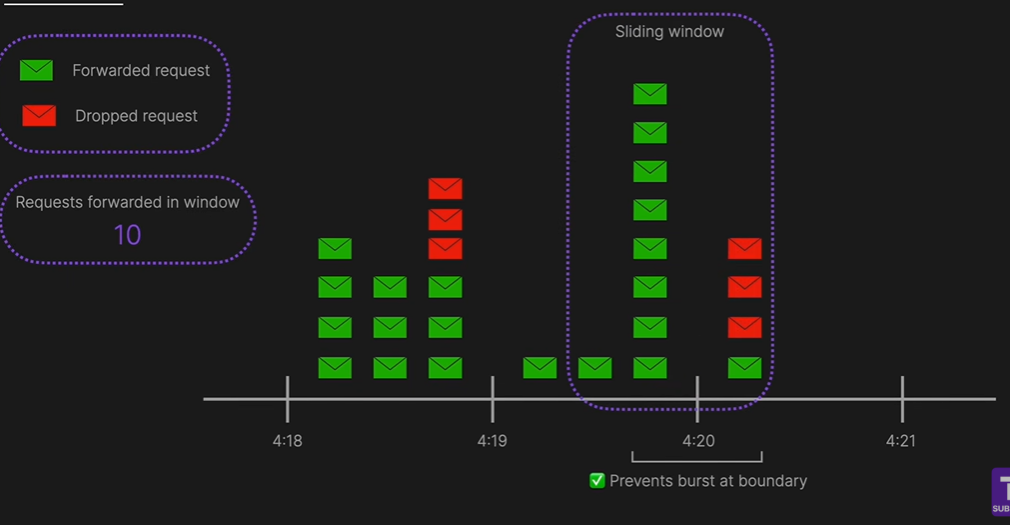 Sliding window
Forwarded request
Dropped request
Requests forwarded in window
10
4:18
4:19
4:20
4:21
✅ Prevents burst at boundary
SUB